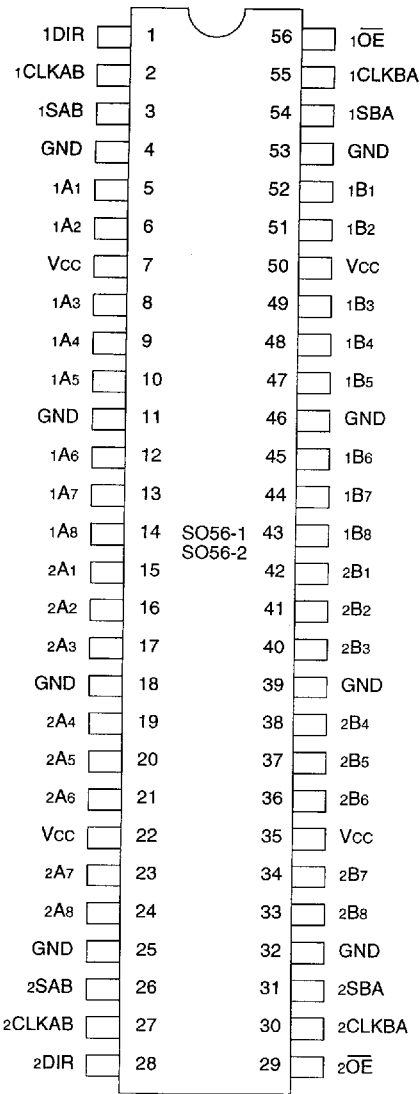 1DIR 1 56 1O̅E̅
1CLKAB 2 55 1CLKBA
1SAB 3 54 1SBA
GND 4 53 GND
1A1 5 52 1B1
1A2 6 51 1B2
VCC 7 50 VCC
1A3 8 49 1B3
1A4 9 48 1B4
1A5 10 47 1B5
GND 11 46 GND
1A6 12 45 1B6
1A7 13 44 1B7
1A8 14 SO56-1 43 1B8
SO56-2
2A1 15 42 2B1
2A2 16 41 2B2
2A3 17 40 2B3
GND 18 39 GND
2A4 19 38 2B4
2A5 20 37 2B5
2A6 21 36 2B6
VCC 22 35 VCC
2A7 23 34 2B7
2A8 24 33 2B8
GND 25 32 GND
2SAB 26 31 2SBA
2CLKAB 27 30 2CLKBA
2DIR 28 29 2O̅E̅